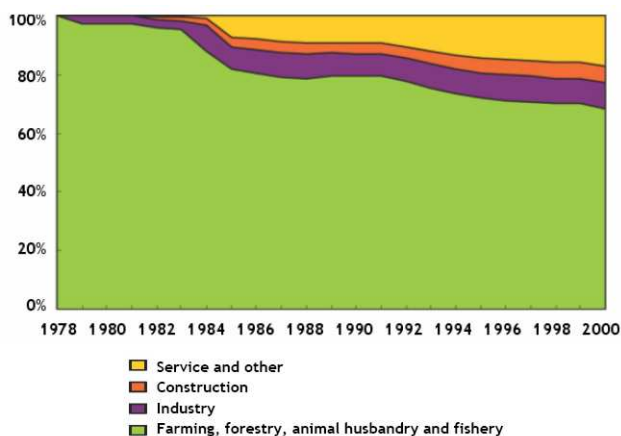 100%
80%
60%
40%
20%
0%
1978 1980 1982 1984 1986 1988 1990 1992 1994 1996 1998 2000
Service and other
Construction
Industry
Farming, forestry, animal husbandry and fishery